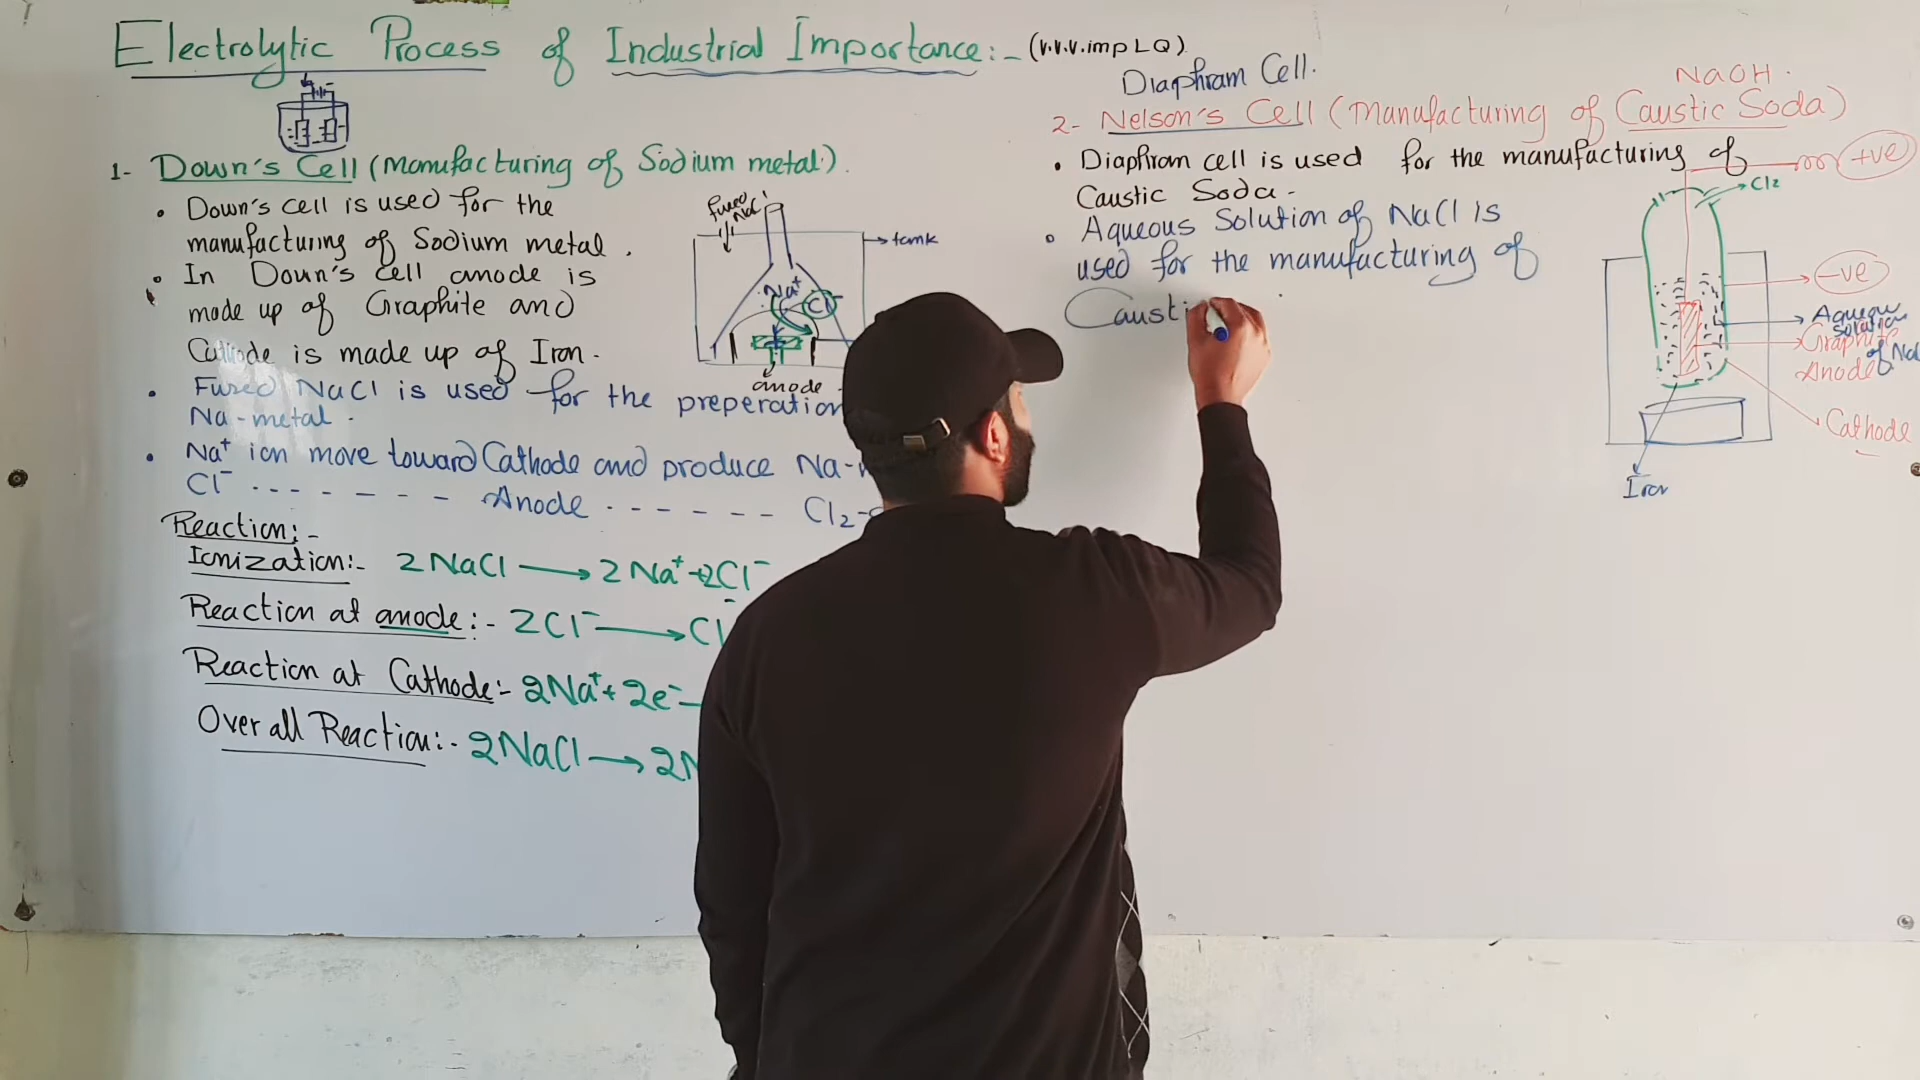 Electrolytic Process of Industrial Importance:- (v.v.v.imp LQ)
1- Down's Cell (Manufacturing of Sodium metal).
• Down's cell is used for the
manufacturing of Sodium metal.
• In Down's cell anode is
made up of Graphite and
Cathode is made up of Iron.
• Fused NaCl is used for the preperation
Na-metal.
• Na⁺ ion move toward Cathode and produce Na-
Cl⁻ - - - - - - Anode - - - - - - Cl₂-
Reaction:-
Ionization:- 2NaCl → 2Na⁺+2Cl⁻
Reaction at anode:- 2Cl⁻ → Cl
Reaction at Cathode:- 2Na⁺+2e⁻
Over all Reaction:- 2NaCl → 2N
fused
NaCl
tank
Na⁺
Cl⁻
anode
Diaphram Cell.
NaOH.
2- Nelson's Cell (Manufacturing of Caustic Soda)
• Diaphram cell is used for the manufacturing of
Caustic Soda-
• Aqueous Solution of NaCl is
used for the manufacturing of
Causti
+ve
Cl₂
-ve
Aqueou
solution
of Nacl
Graphite
Anode
Cathode
Iron